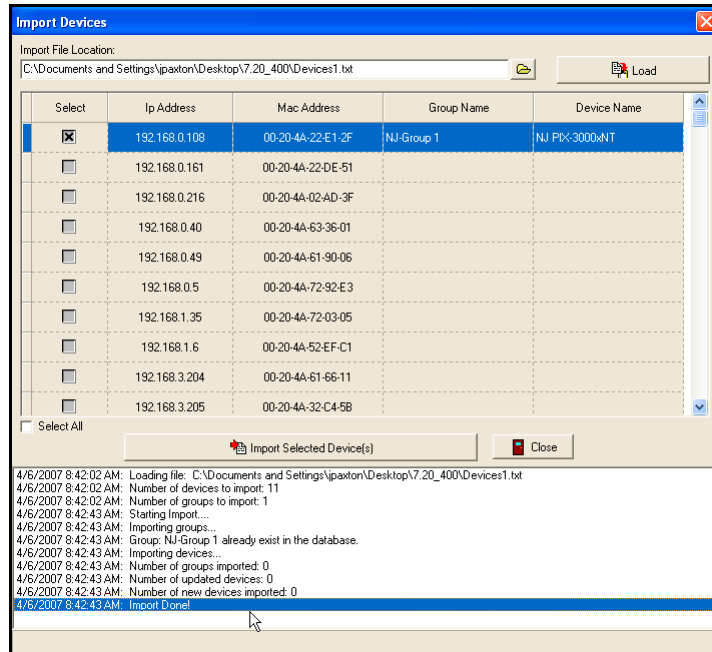 Import Devices
Import File Location:
C:\Documents and Settings\jpaxton\Desktop\7.20_400\Devices1.txt
Load
Select Ip Address Mac Address Group Name Device Name
192.168.0.108 00-20-4A-22-E1-2F NJ-Group 1 NJ PIX-3000xNT
192.168.0.161 00-20-4A-22-DE-51
192.168.0.216 00-20-4A-02-AD-3F
192.168.0.40 00-20-4A-63-36-01
192.168.0.49 00-20-4A-61-90-06
192.168.0.5 00-20-4A-72-92-E3
192.168.1.35 00-20-4A-72-03-05
192.168.1.6 00-20-4A-52-EF-C1
192.168.3.204 00-20-4A-61-66-11
192.168.3.205 00-20-4A-32-C4-5B
Select All
Import Selected Device(s) Close
4/6/2007 8:42:02 AM: Loading file: C:\Documents and Settings\jpaxton\Desktop\7.20_400\Devices1.txt
4/6/2007 8:42:02 AM: Number of devices to import: 11
4/6/2007 8:42:02 AM: Number of groups to import: 1
4/6/2007 8:42:43 AM: Starting Import....
4/6/2007 8:42:43 AM: Importing groups...
4/6/2007 8:42:43 AM: Group: NJ-Group 1 already exist in the database.
4/6/2007 8:42:43 AM: Importing devices...
4/6/2007 8:42:43 AM: Number of groups imported: 0
4/6/2007 8:42:43 AM: Number of updated devices: 0
4/6/2007 8:42:43 AM: Number of new devices imported: 0
4/6/2007 8:42:43 AM: Import Done!